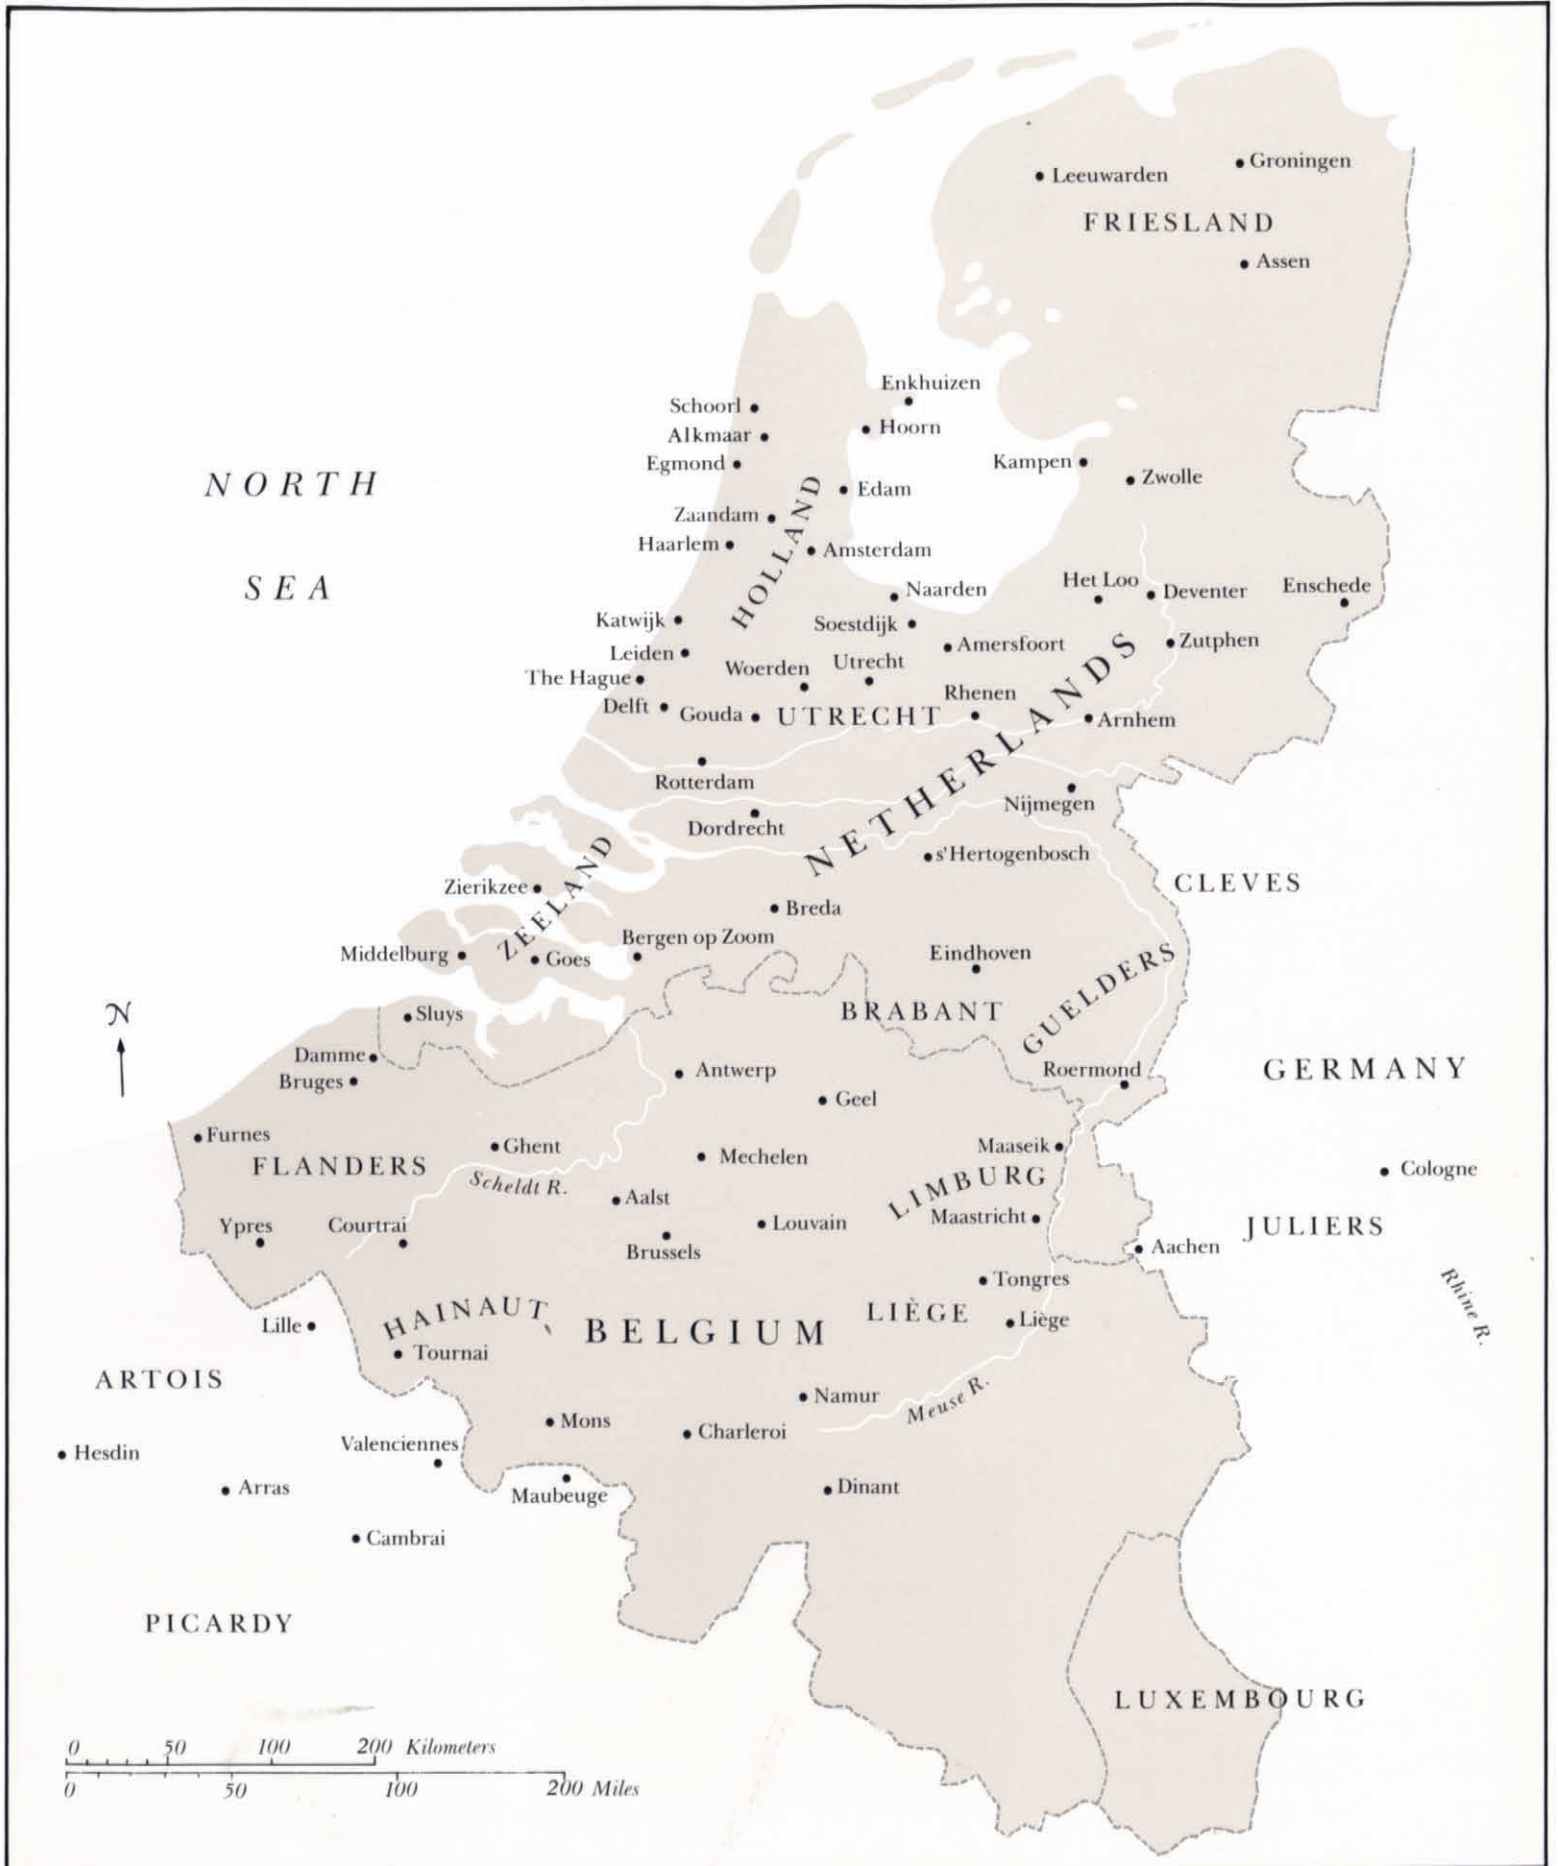 Groningen
Leeuwarden
FRIESLAND
Assen
Enkhuizen
Schoorl
Hoorn
Alkmaar
Egmond
Kampen
Zwolle
NORTH
SEA
Edam
Zaandam
Haarlem
HOLLAND
Amsterdam
Het Loo
Deventer
Enschede
Naarden
Katwijk
Soestdijk
Amersfoort
Zutphen
Leiden
Woerden
Utrecht
The Hague
Rhenen
Delft
Gouda
UTRECHT
Arnhem
NETHERLANDS
Rotterdam
Nijmegen
Dordrecht
s'Hertogenbosch
CLEVES
Zierikzee
ZEELAND
Breda
Bergen op Zoom
Middelburg
Goes
Eindhoven
GUELDERS
BRABANT
N
Sluys
Damme
Bruges
Antwerp
Roermond
GERMANY
Geel
Furnes
Ghent
FLANDERS
Mechelen
Maaseik
Cologne
Scheldt R.
Aalst
LIMBURG
Maastricht
Ypres
Courtrai
Louvain
JULIERS
Brussels
Aachen
Tongres
Rhine R.
HAINAUT
BELGIUM
LIÈGE
Liège
Lille
Tournai
ARTOIS
Namur
Meuse R.
Mons
Charleroi
Valenciennes
Hesdin
Arras
Maubeuge
Dinant
Cambrai
PICARDY
LUXEMBOURG
0 50 100 200 Kilometers
0 50 100 200 Miles